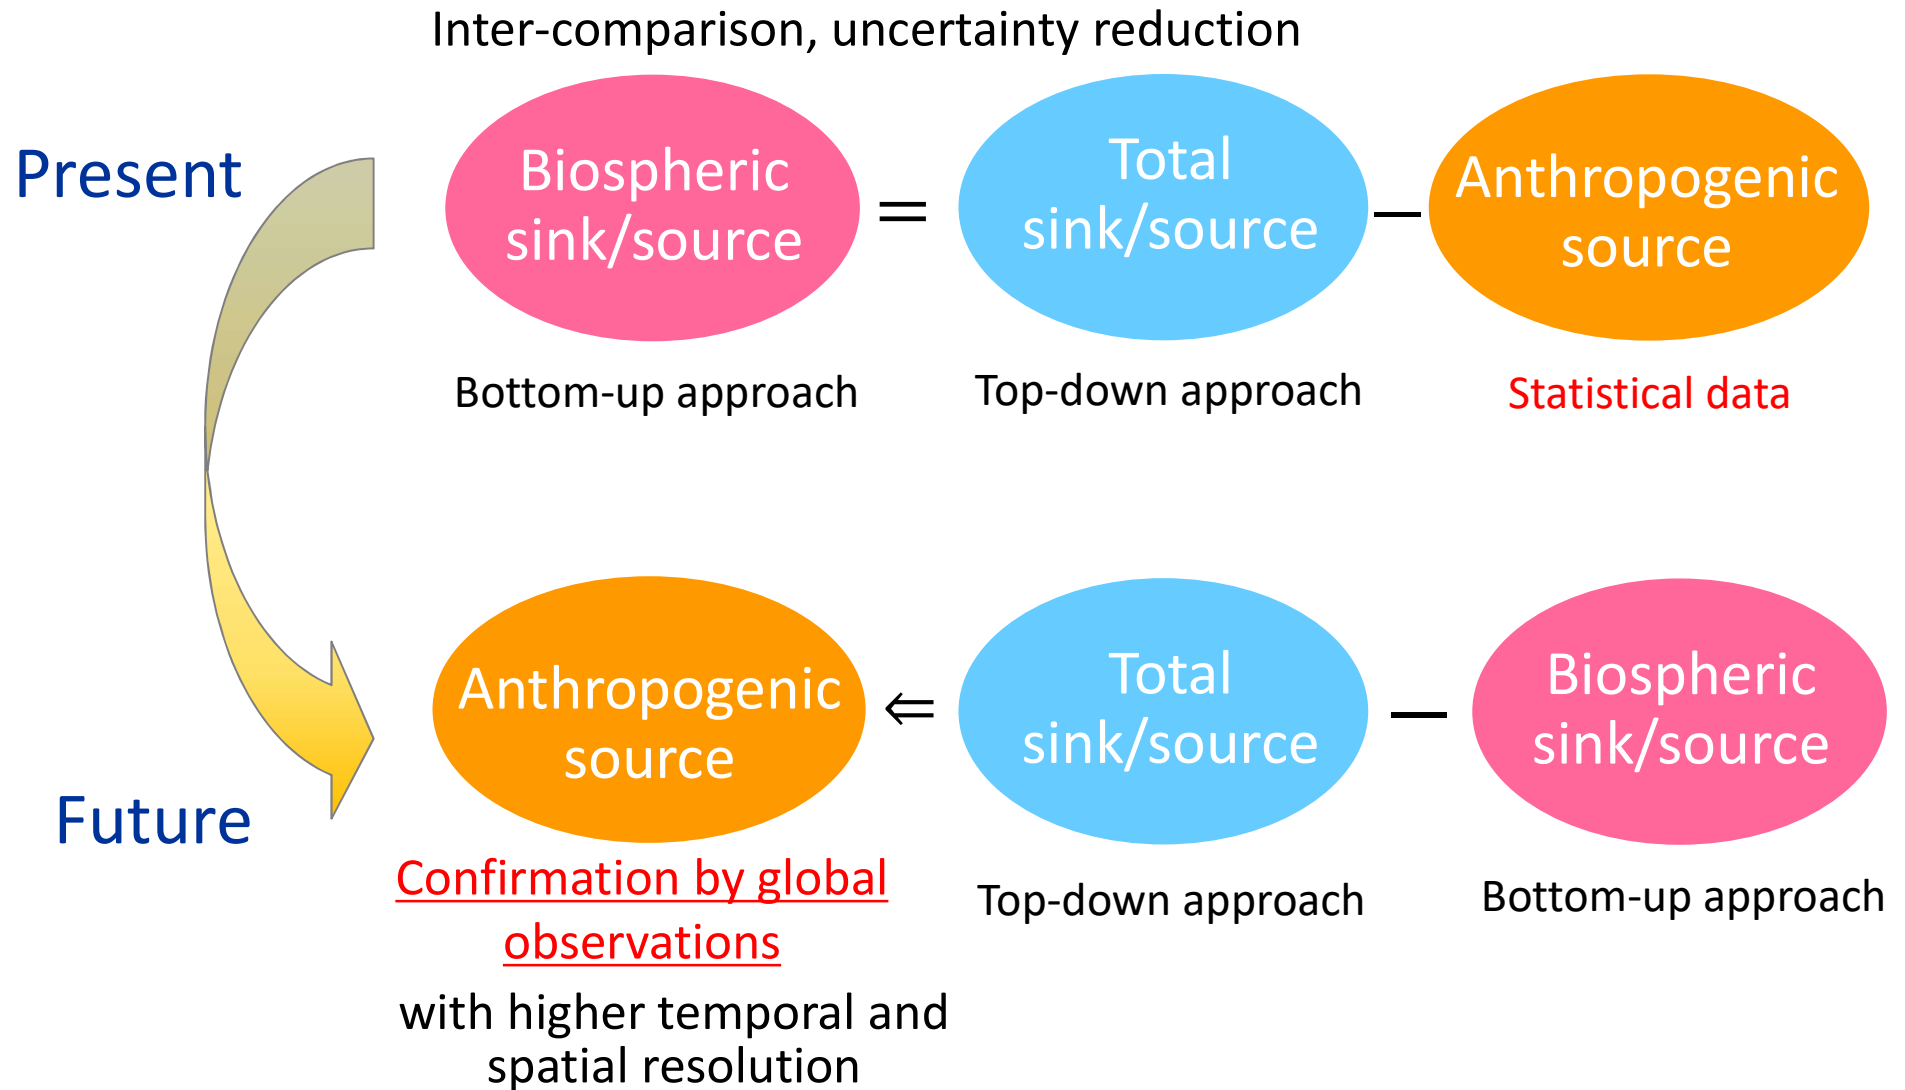 Inter-comparison, uncertainty reduction
Present
Biospheric
sink/source
=
Total
sink/source
—
Anthropogenic
source
Bottom-up approach
Top-down approach
Statistical data
Future
Anthropogenic
source
⇐
Total
sink/source
—
Biospheric
sink/source
Confirmation by global
observations
with higher temporal and
spatial resolution
Top-down approach
Bottom-up approach